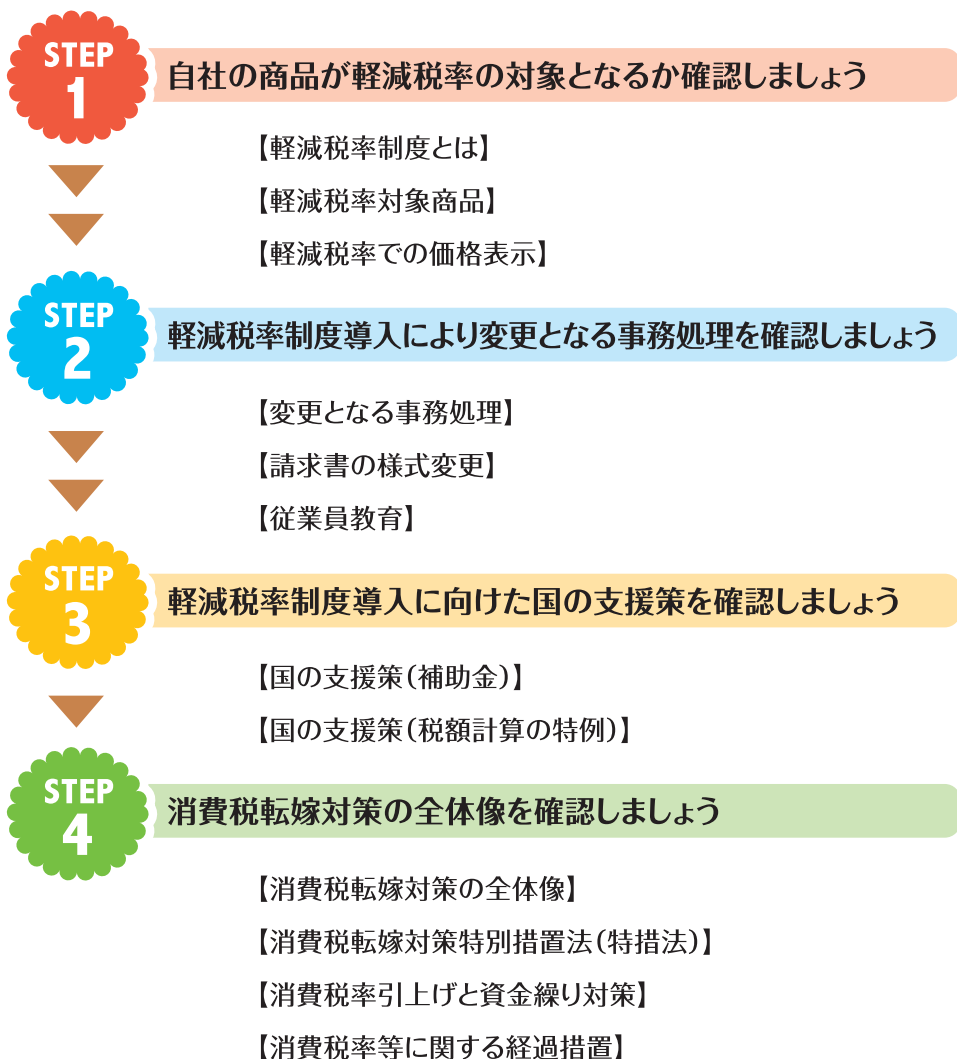 STEP
1
自社の商品が軽減税率の対象となるか確認しましょう
【軽減税率制度とは】
【軽減税率対象商品】
【軽減税率での価格表示】
STEP
2
軽減税率制度導入により変更となる事務処理を確認しましょう
【変更となる事務処理】
【請求書の様式変更】
【従業員教育】
STEP
3
軽減税率制度導入に向けた国の支援策を確認しましょう
【国の支援策（補助金）】
【国の支援策（税額計算の特例）】
STEP
4
消費税転嫁対策の全体像を確認しましょう
【消費税転嫁対策の全体像】
【消費税転嫁対策特別措置法（特措法）】
【消費税率引上げと資金繰り対策】
【消費税率等に関する経過措置】